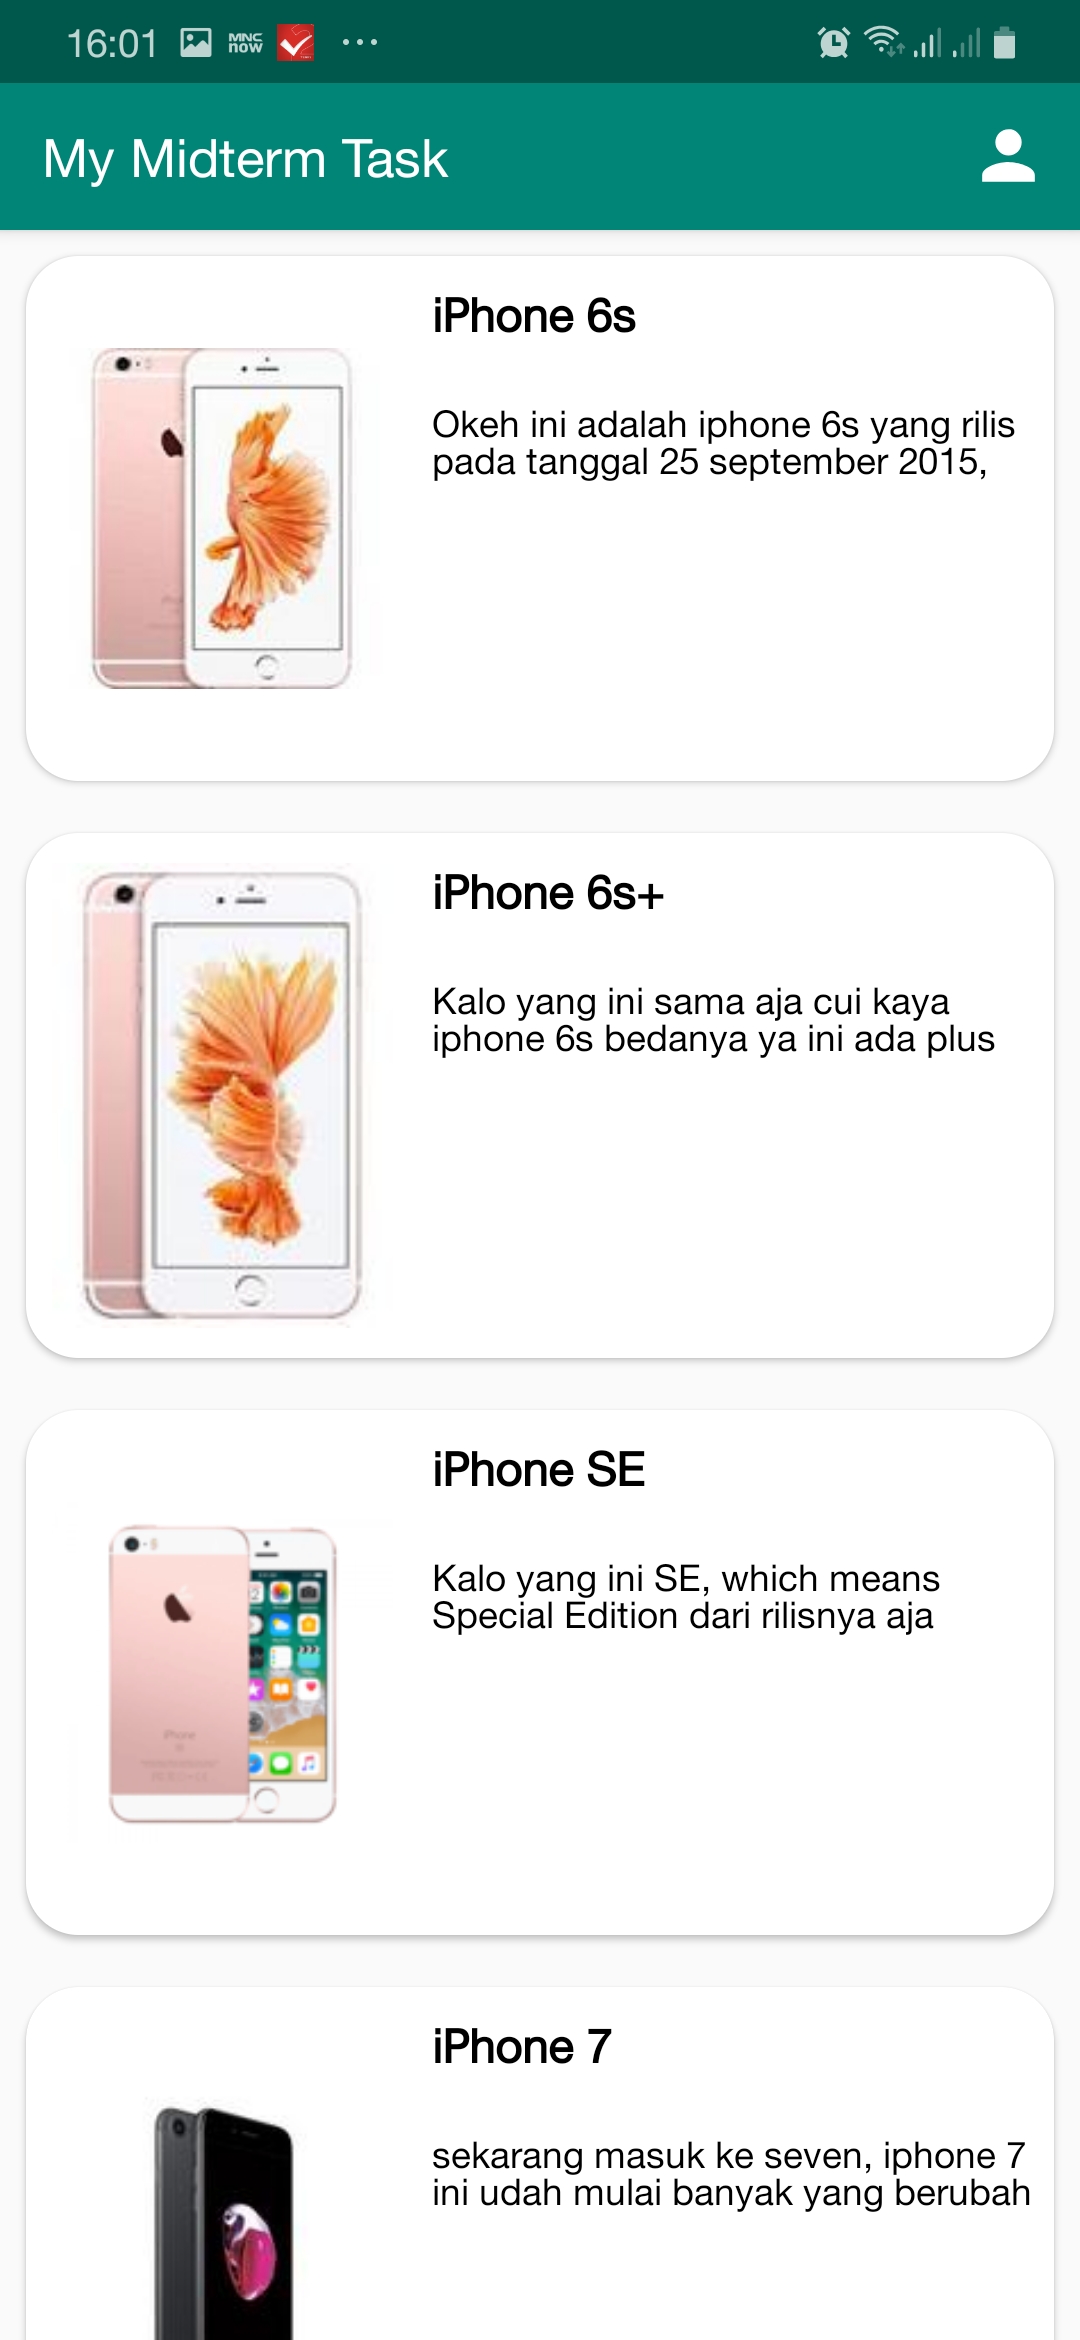 16:01 MNC now
My Midterm Task
iPhone 6s
Okeh ini adalah iphone 6s yang rilis
pada tanggal 25 september 2015,
iPhone 6s+
Kalo yang ini sama aja cui kaya
iphone 6s bedanya ya ini ada plus
iPhone SE
Kalo yang ini SE, which means
Special Edition dari rilisnya aja
iPhone
iPhone 7
sekarang masuk ke seven, iphone 7
ini udah mulai banyak yang berubah